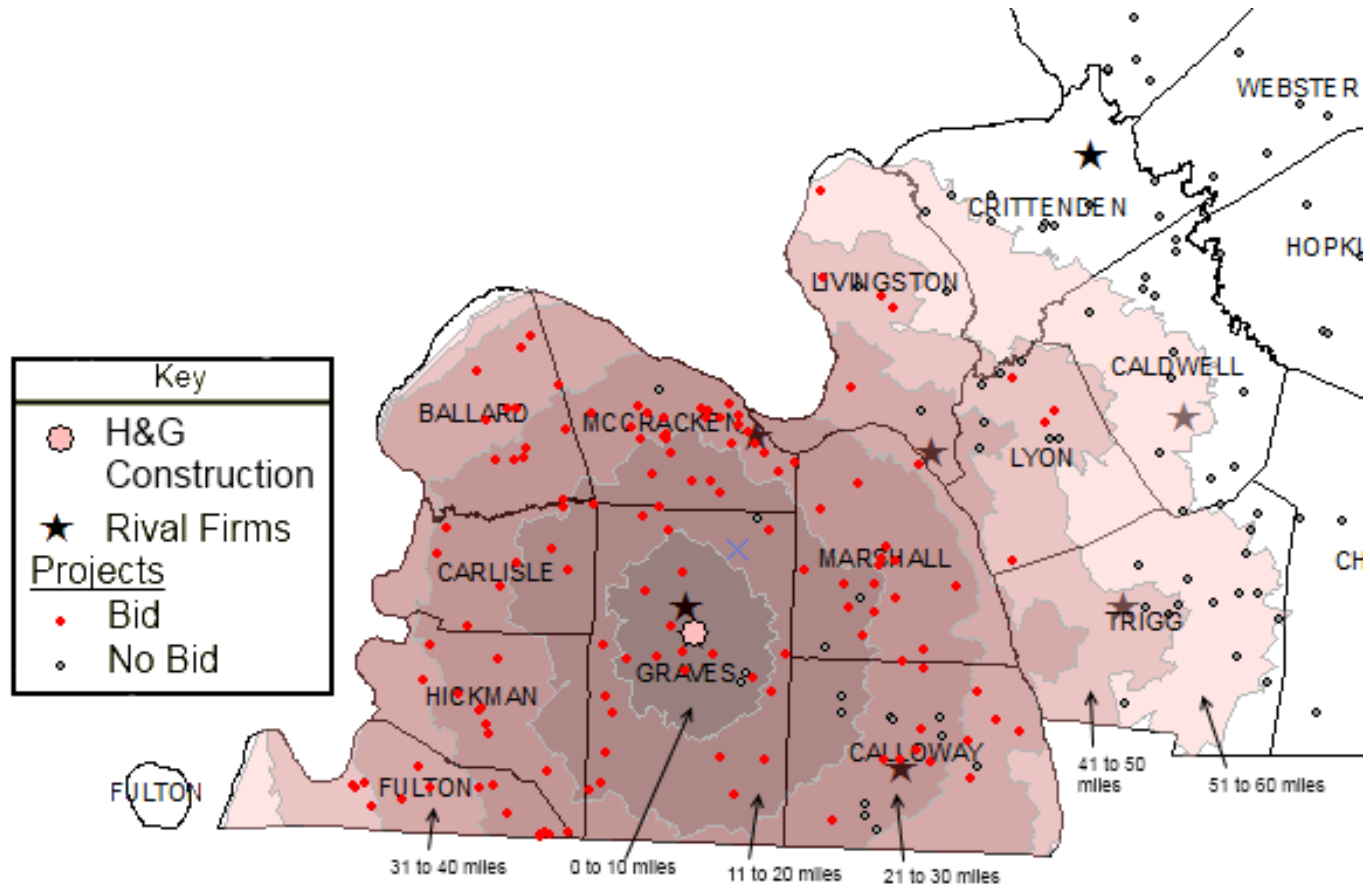 WEBSTER
CRITTENDEN
HOPKI
LIVINGSTON
Key
H&G
Construction
Rival Firms
Projects
Bid
No Bid
CALDWELL
BALLARD
MCCRACKEN
LYON
MARSHALL
CARLISLE
CH
TRIGG
GRAVES
HICKMAN
CALLOWAY
41 to 50
miles
51 to 60 miles
FULTON
FULTON
31 to 40 miles
0 to 10 miles
11 to 20 miles
21 to 30 miles